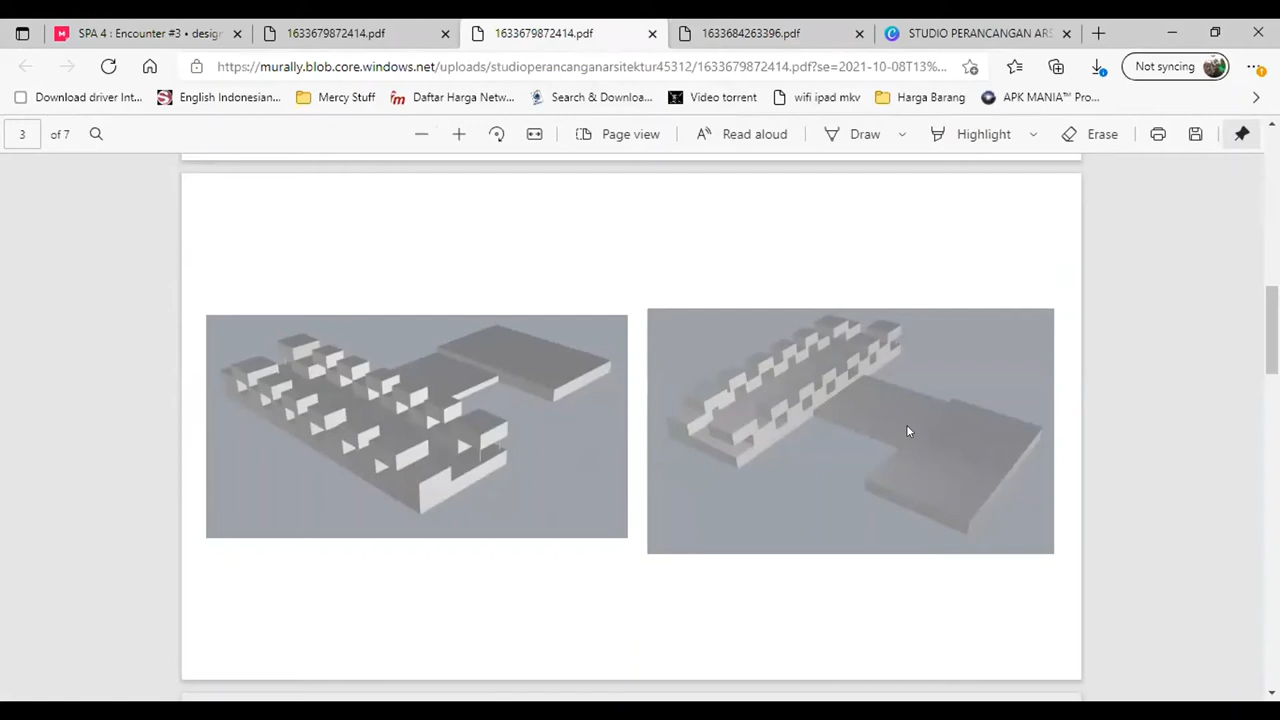 SPA 4 : Encounter #3 • design
1633679872414.pdf
1633679872414.pdf
1633684263396.pdf
STUDIO PERANCANGAN ARS
https://murally.blob.core.windows.net/uploads/studioperancanganarsitektur45312/1633679872414.pdf?se=2021-10-08T13%...
Not syncing
Download driver Int...
English Indonesian...
Mercy Stuff
Daftar Harga Netw...
Search & Downloa...
Video torrent
wifi ipad mkv
Harga Barang
APK MANIA™ Pro...
3 of 7
Page view
Read aloud
Draw
Highlight
Erase